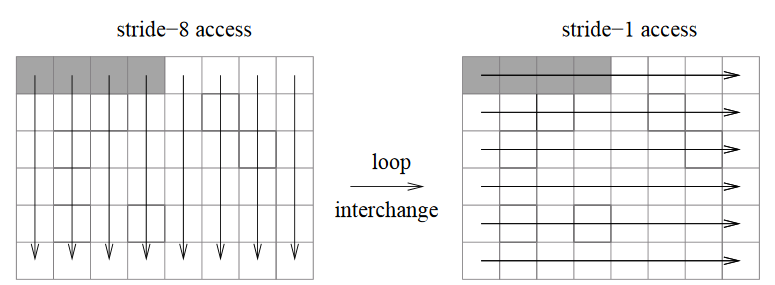 stride−8 access
stride−1 access
loop
interchange